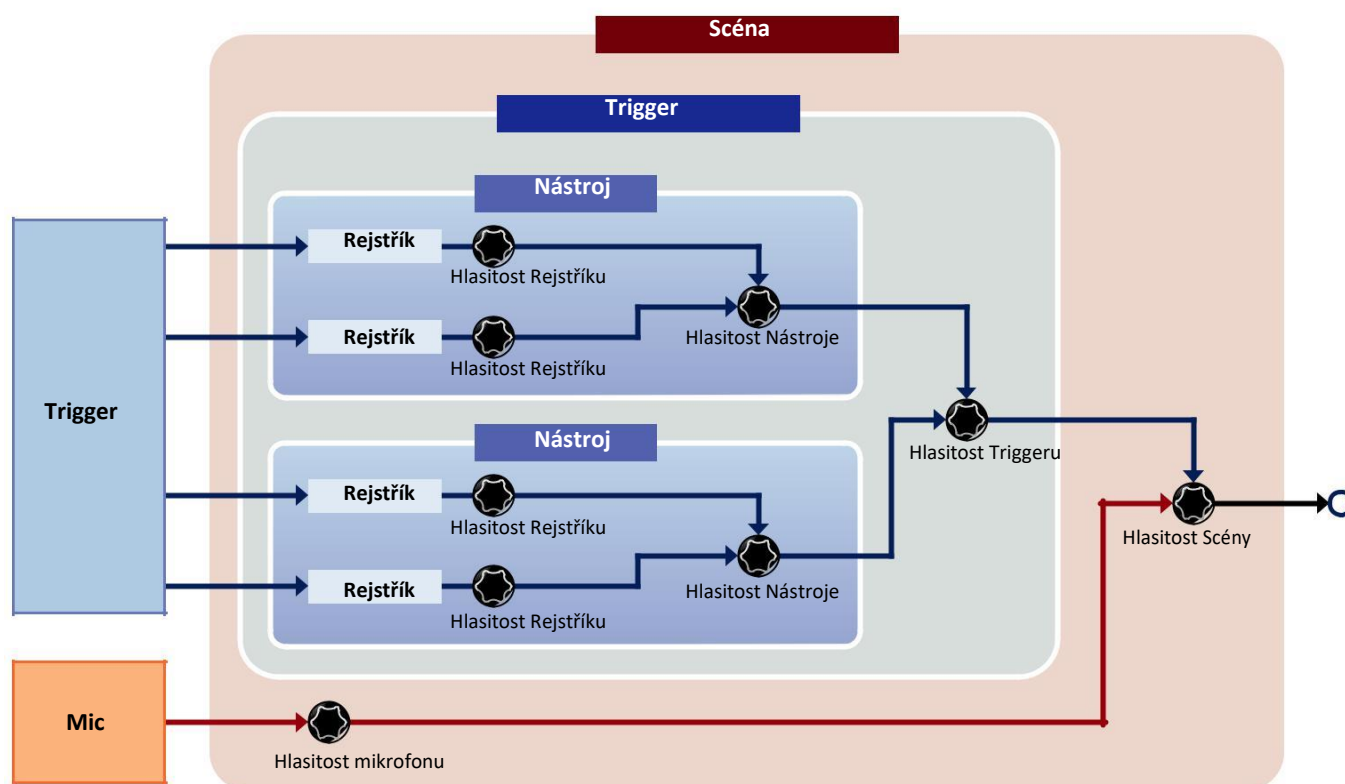 Scéna
Trigger
Nástroj
Rejstřík
Hlasitost Rejstříku
Rejstřík
Hlasitost Nástroje
Hlasitost Rejstříku
Trigger
Hlasitost Triggeru
Nástroj
Rejstřík
Hlasitost Rejstříku
Hlasitost Scény
Rejstřík
Hlasitost Nástroje
Hlasitost Rejstříku
Mic
Hlasitost mikrofonu